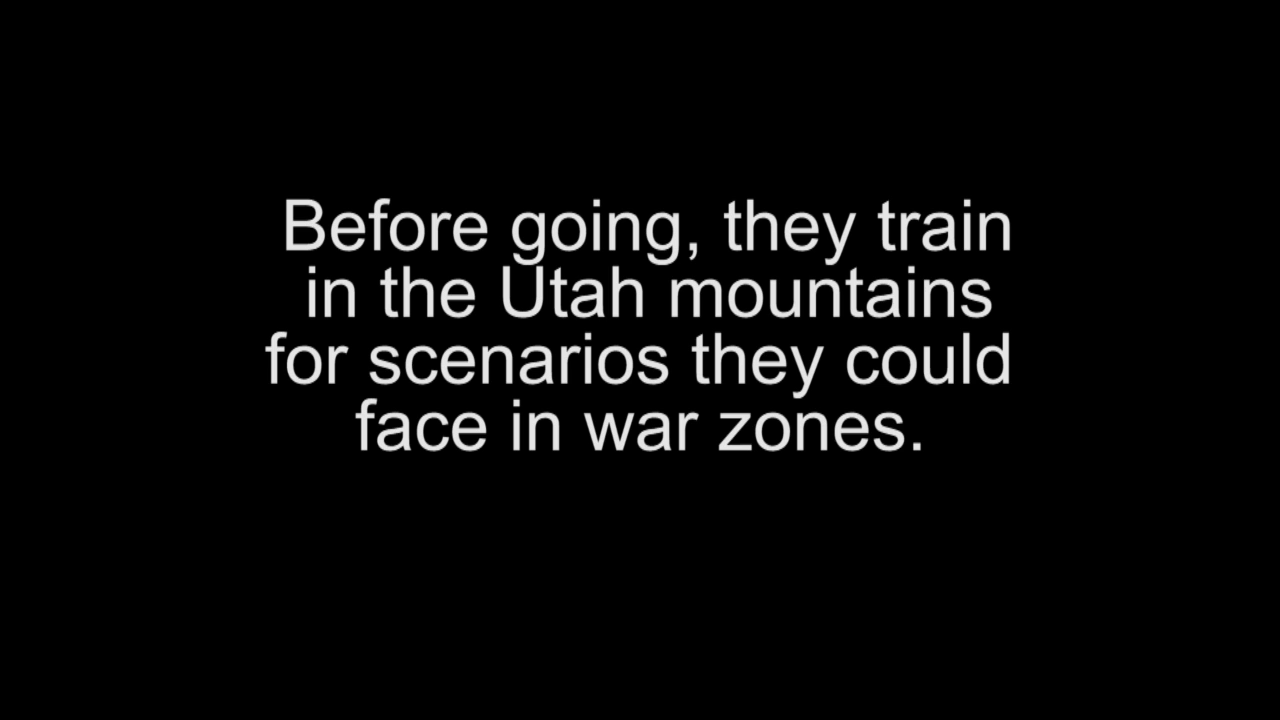 Before going, they train
in the Utah mountains
for scenarios they could
face in war zones.